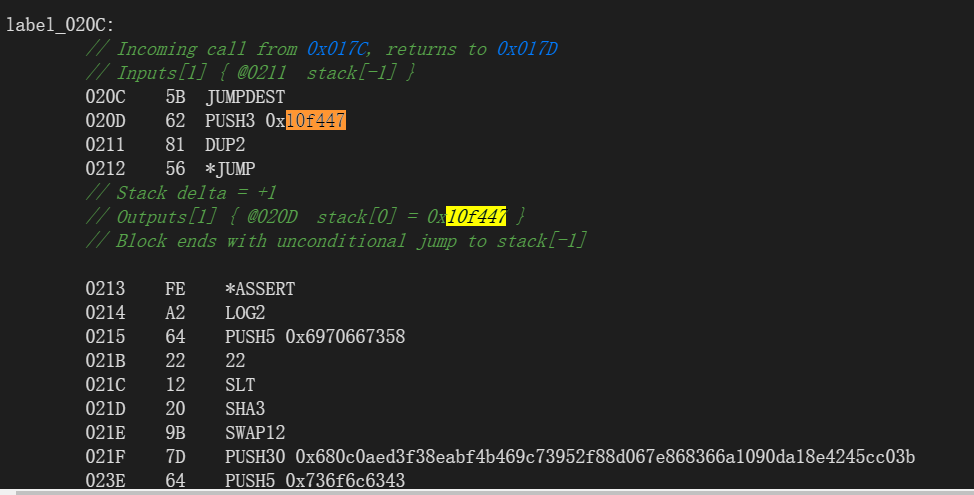 label_020C:
// Incoming call from 0x017C, returns to 0x017D
// Inputs[1] { @0211  stack[-1] }
020C    5B  JUMPDEST
020D    62  PUSH3 0x10f447
0211    81  DUP2
0212    56  *JUMP
// Stack delta = +1
// Outputs[1] { @020D  stack[0] = 0x10f447 }
// Block ends with unconditional jump to stack[-1]
0213    FE    *ASSERT
0214    A2    LOG2
0215    64    PUSH5 0x6970667358
021B    22    22
021C    12    SLT
021D    20    SHA3
021E    9B    SWAP12
021F    7D    PUSH30 0x680c0aed3f38eabf4b469c73952f88d067e868366a1090da18e4245cc03b
023E    64    PUSH5 0x736f6c6343